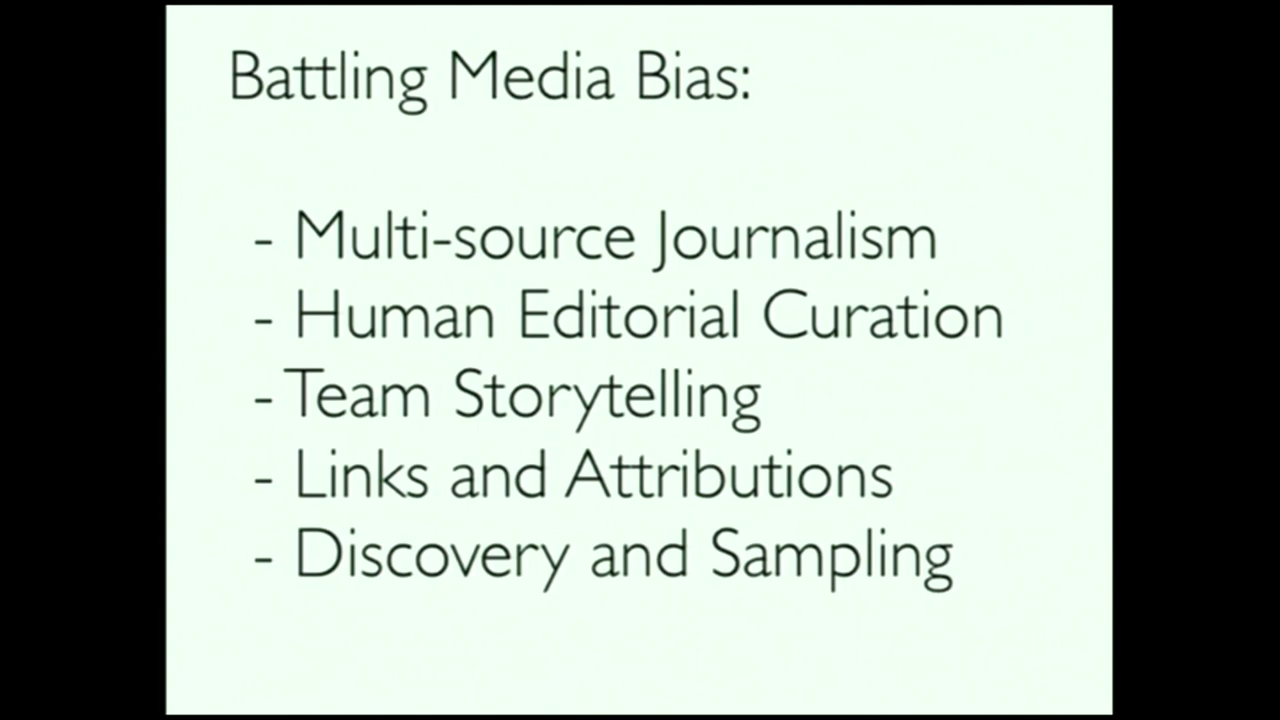 Battling Media Bias:
- Multi-source Journalism
- Human Editorial Curation
- Team Storytelling
- Links and Attributions
- Discovery and Sampling